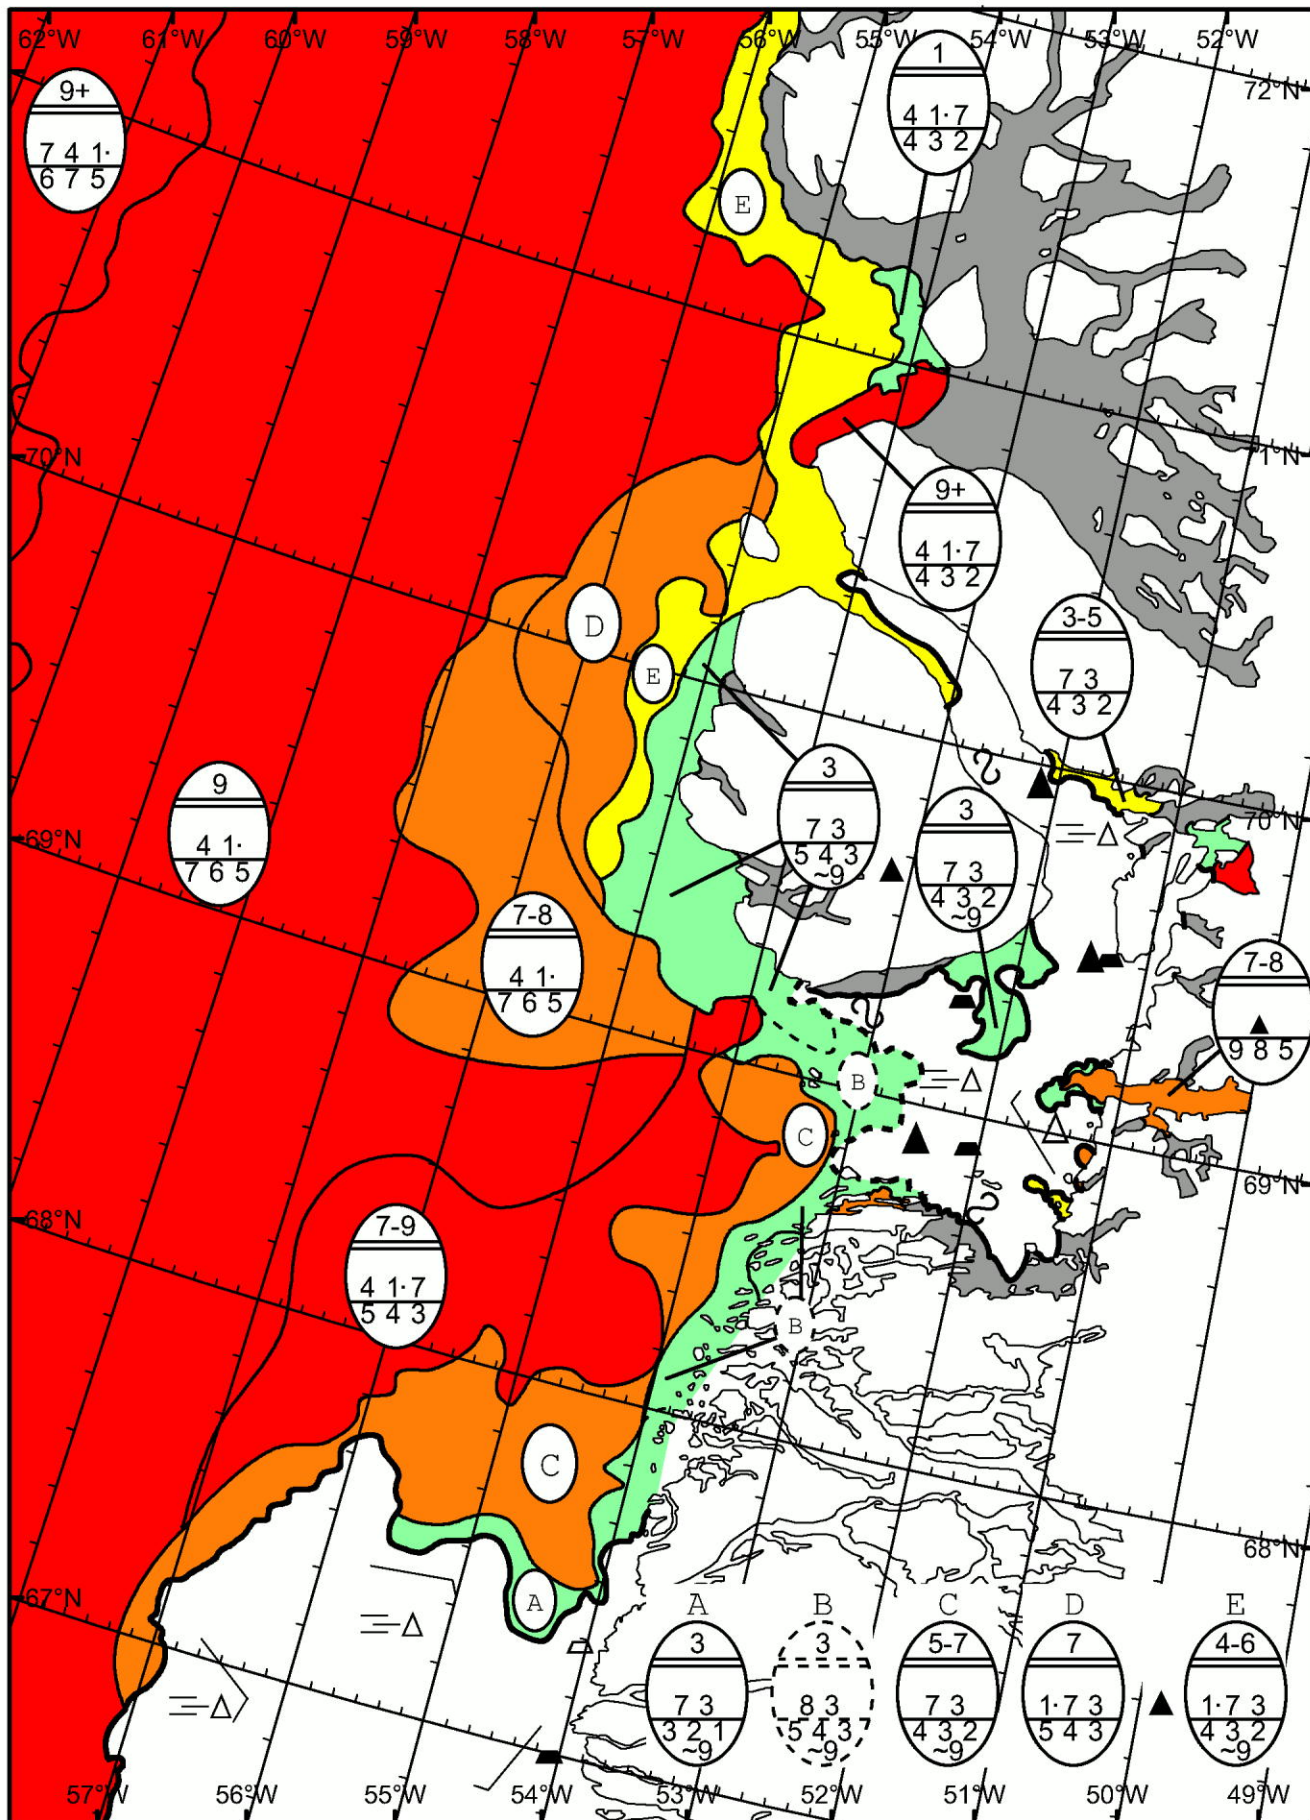 62°W 61°W 60°W 59°W 58°W 57°W 56°W 55°W 54°W 53°W 52°W
72°N
9+
7 4 1·
6 7 5
1
4 1·7
4 3 2
E
70°N
1°N
9+
4 1·7
4 3 2
D
E
3-5
7 3
4 3 2
9
4 1·
7 6 5
3
7 3
5 4 3
~9
3
7 3
4 3 2
~9
70°N
69°N
7-8
4 1·
7 6 5
7-8
9 8 5
B
C
69°N
68°N
7-9
4 1·7
5 4 3
B
C
68°N
67°N
A
A B C D E
3 3 5-7 7 4-6
7 3 8 3 7 3 1·7 3 1·7 3
3 2 1 5 4 3 4 3 2 5 4 3 4 3 2
~9 ~9 ~9 ~9
57°W 56°W 55°W 54°W 53°W 52°W 51°W 50°W 49°W